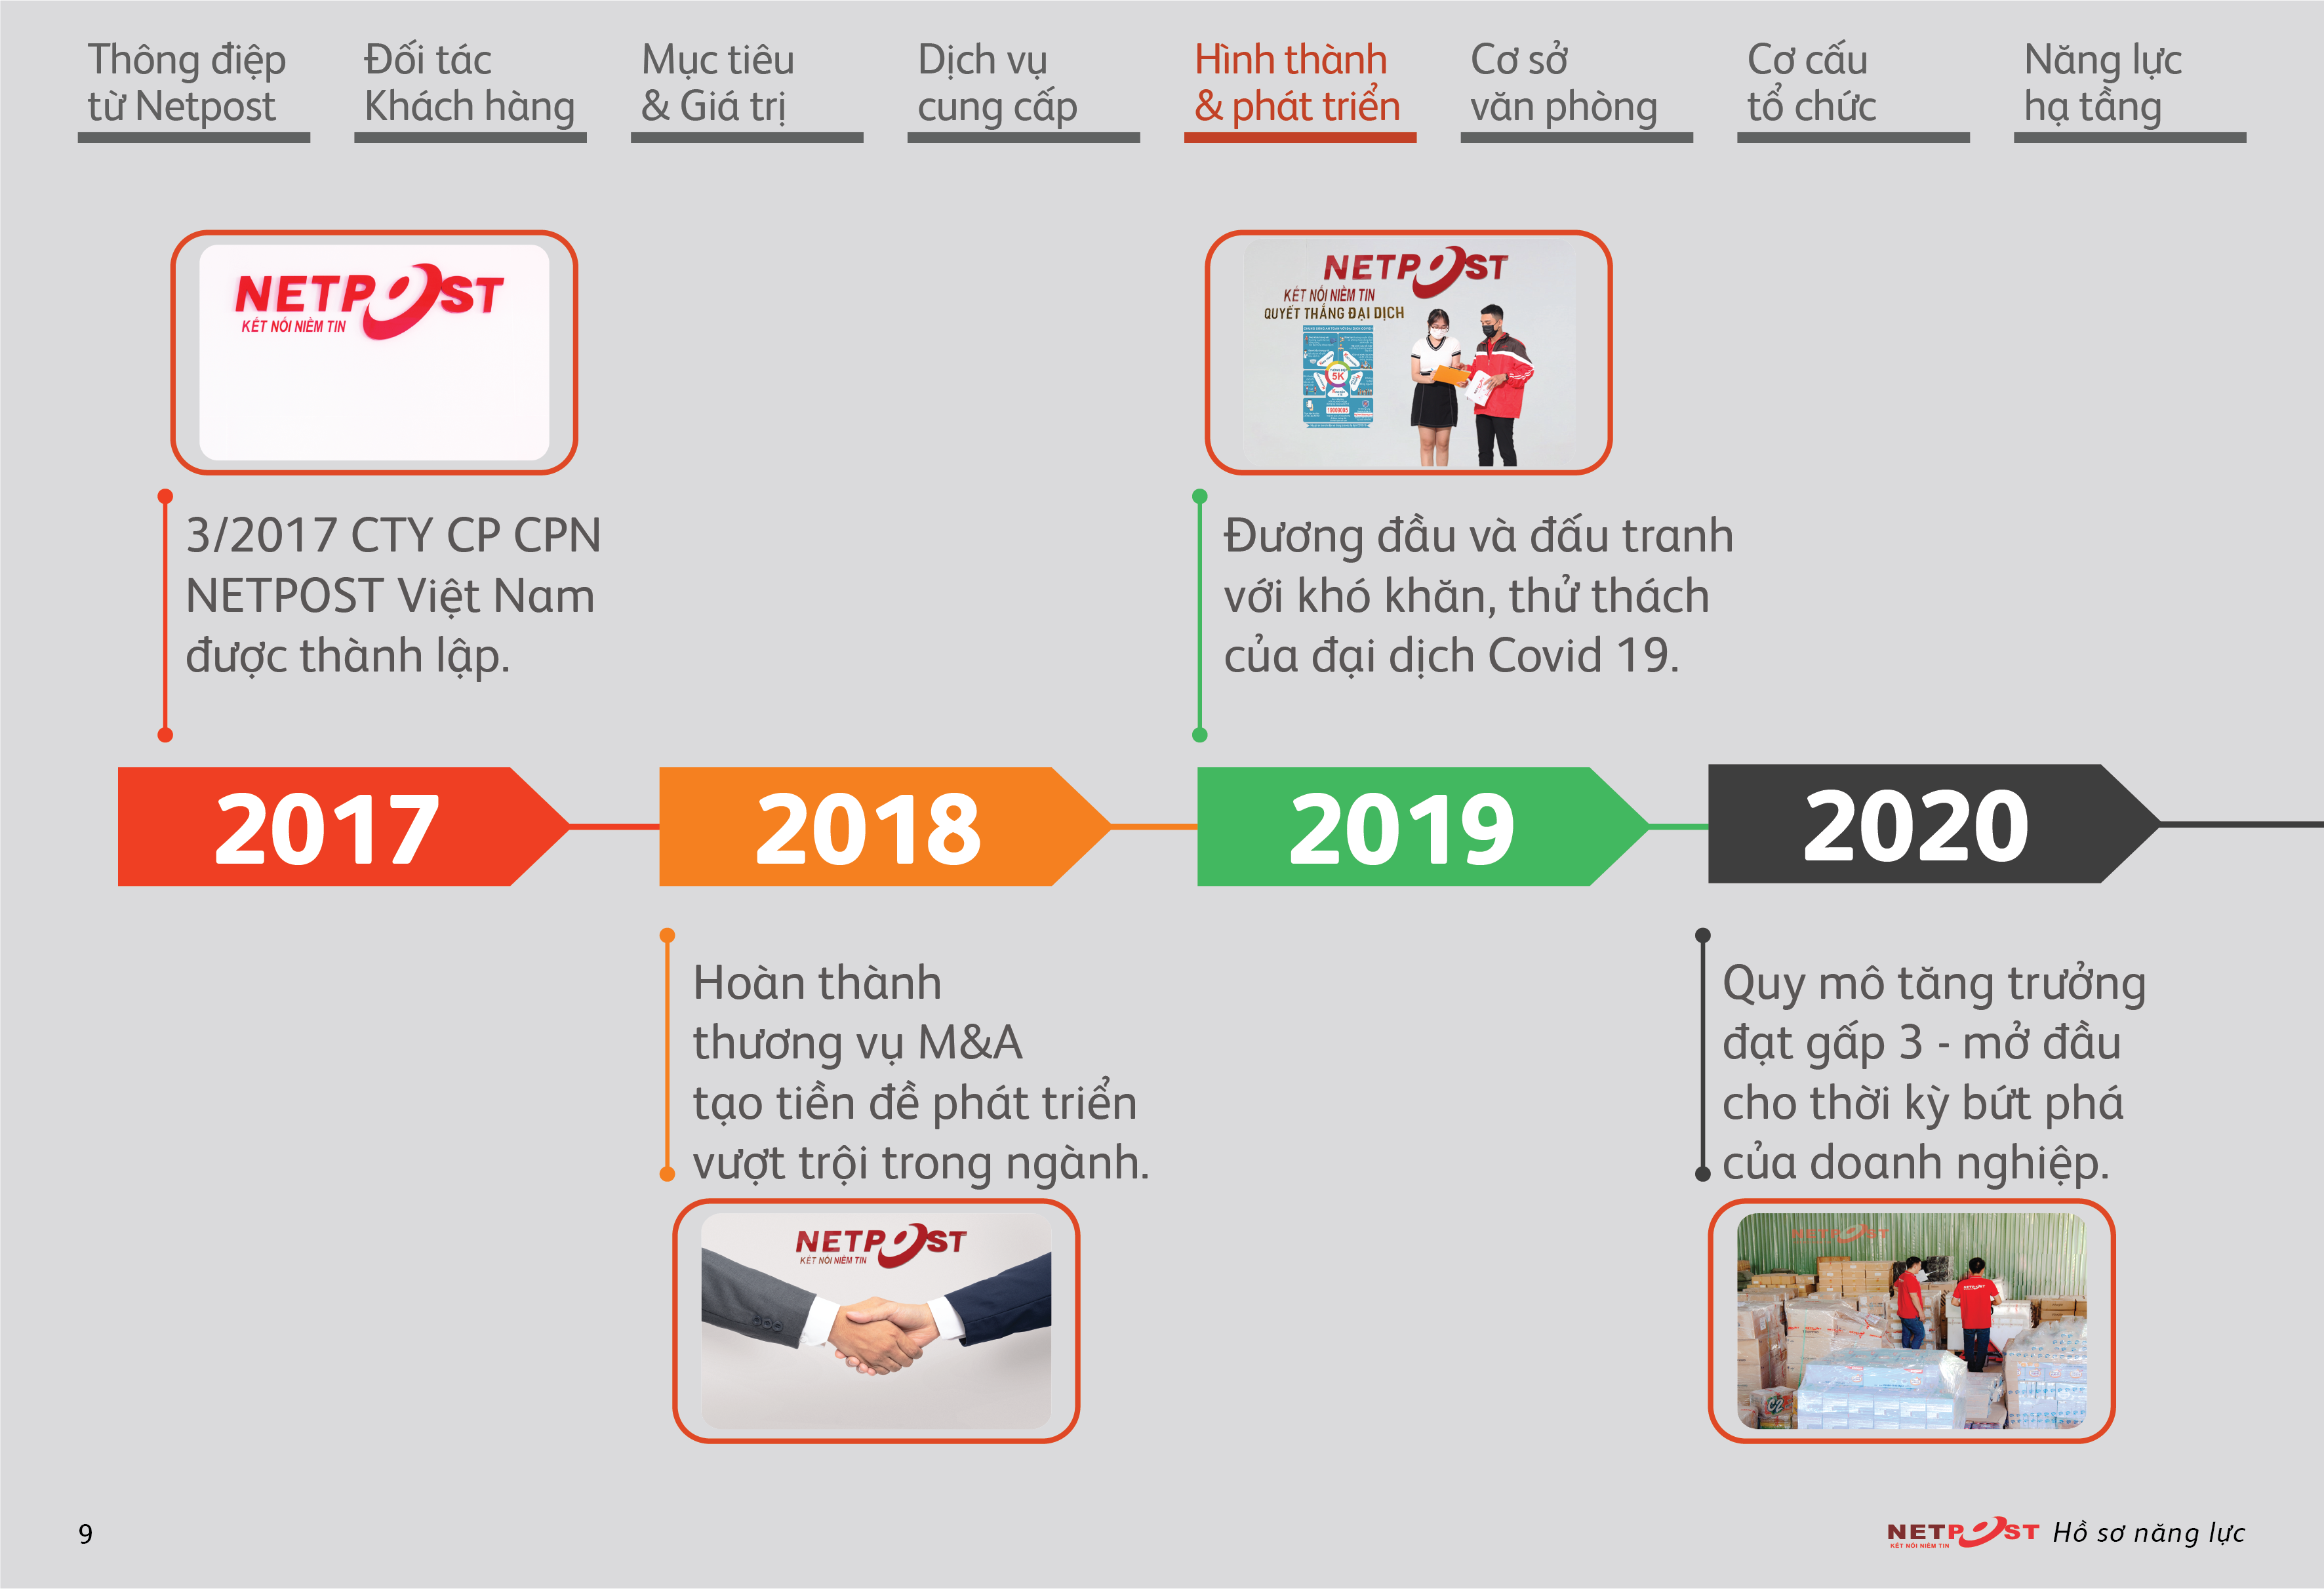 Thông điệp
từ Netpost
Đối tác
Khách hàng
Mục tiêu
& Giá trị
Dịch vụ
cung cấp
Hình thành
& phát triển
Cơ sở
văn phòng
Cơ cấu
tổ chức
Năng lực
hạ tầng
NETPOST
KẾT NỐI NIỀM TIN
NETPOST
KẾT NỐI NIỀM TIN
QUYẾT THẮNG ĐẠI DỊCH
5K
19009095
3/2017 CTY CP CPN
NETPOST Việt Nam
được thành lập.
Đương đầu và đấu tranh
với khó khăn, thử thách
của đại dịch Covid 19.
2017
2018
2019
2020
Hoàn thành
thương vụ M&A
tạo tiền đề phát triển
vượt trội trong ngành.
Quy mô tăng trưởng
đạt gấp 3 - mở đầu
cho thời kỳ bứt phá
của doanh nghiệp.
NETPOST
KẾT NỐI NIỀM TIN
NETPOST
C2
9
NETPOST
KẾT NỐI NIỀM TIN
Hồ sơ năng lực